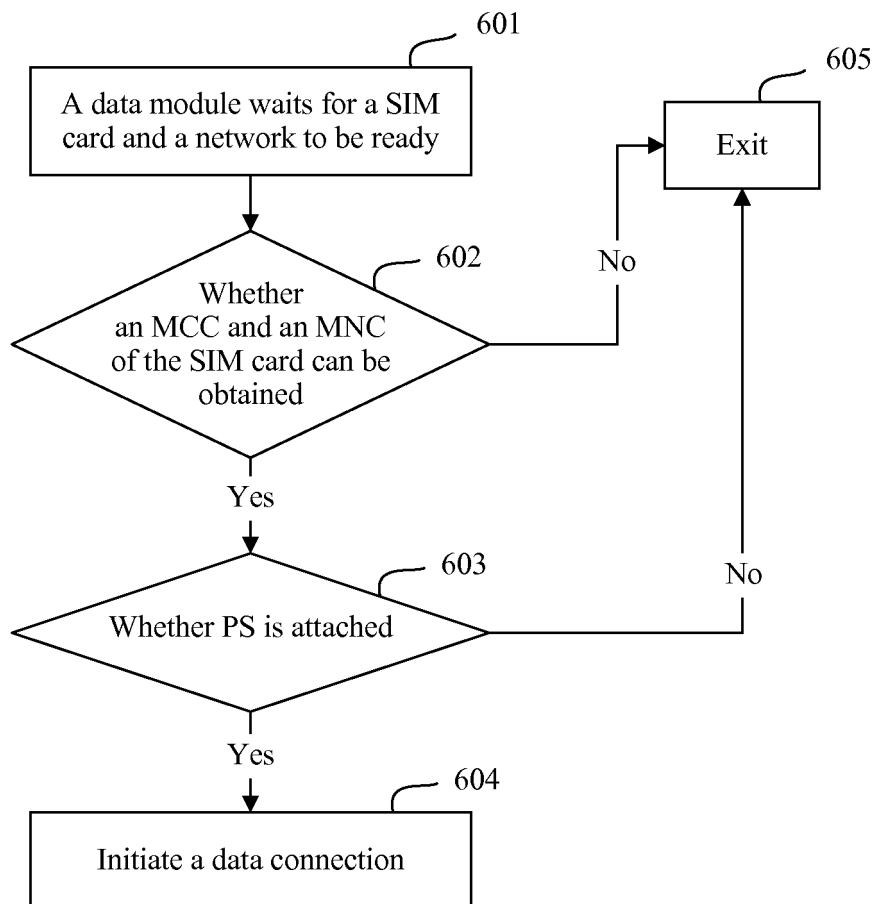 601
A data module waits for a SIM
card and a network to be ready
605
Exit
602
Whether
an MCC and an MNC
of the SIM card can be
obtained
No
Yes
603
Whether PS is attached
No
Yes
604
Initiate a data connection